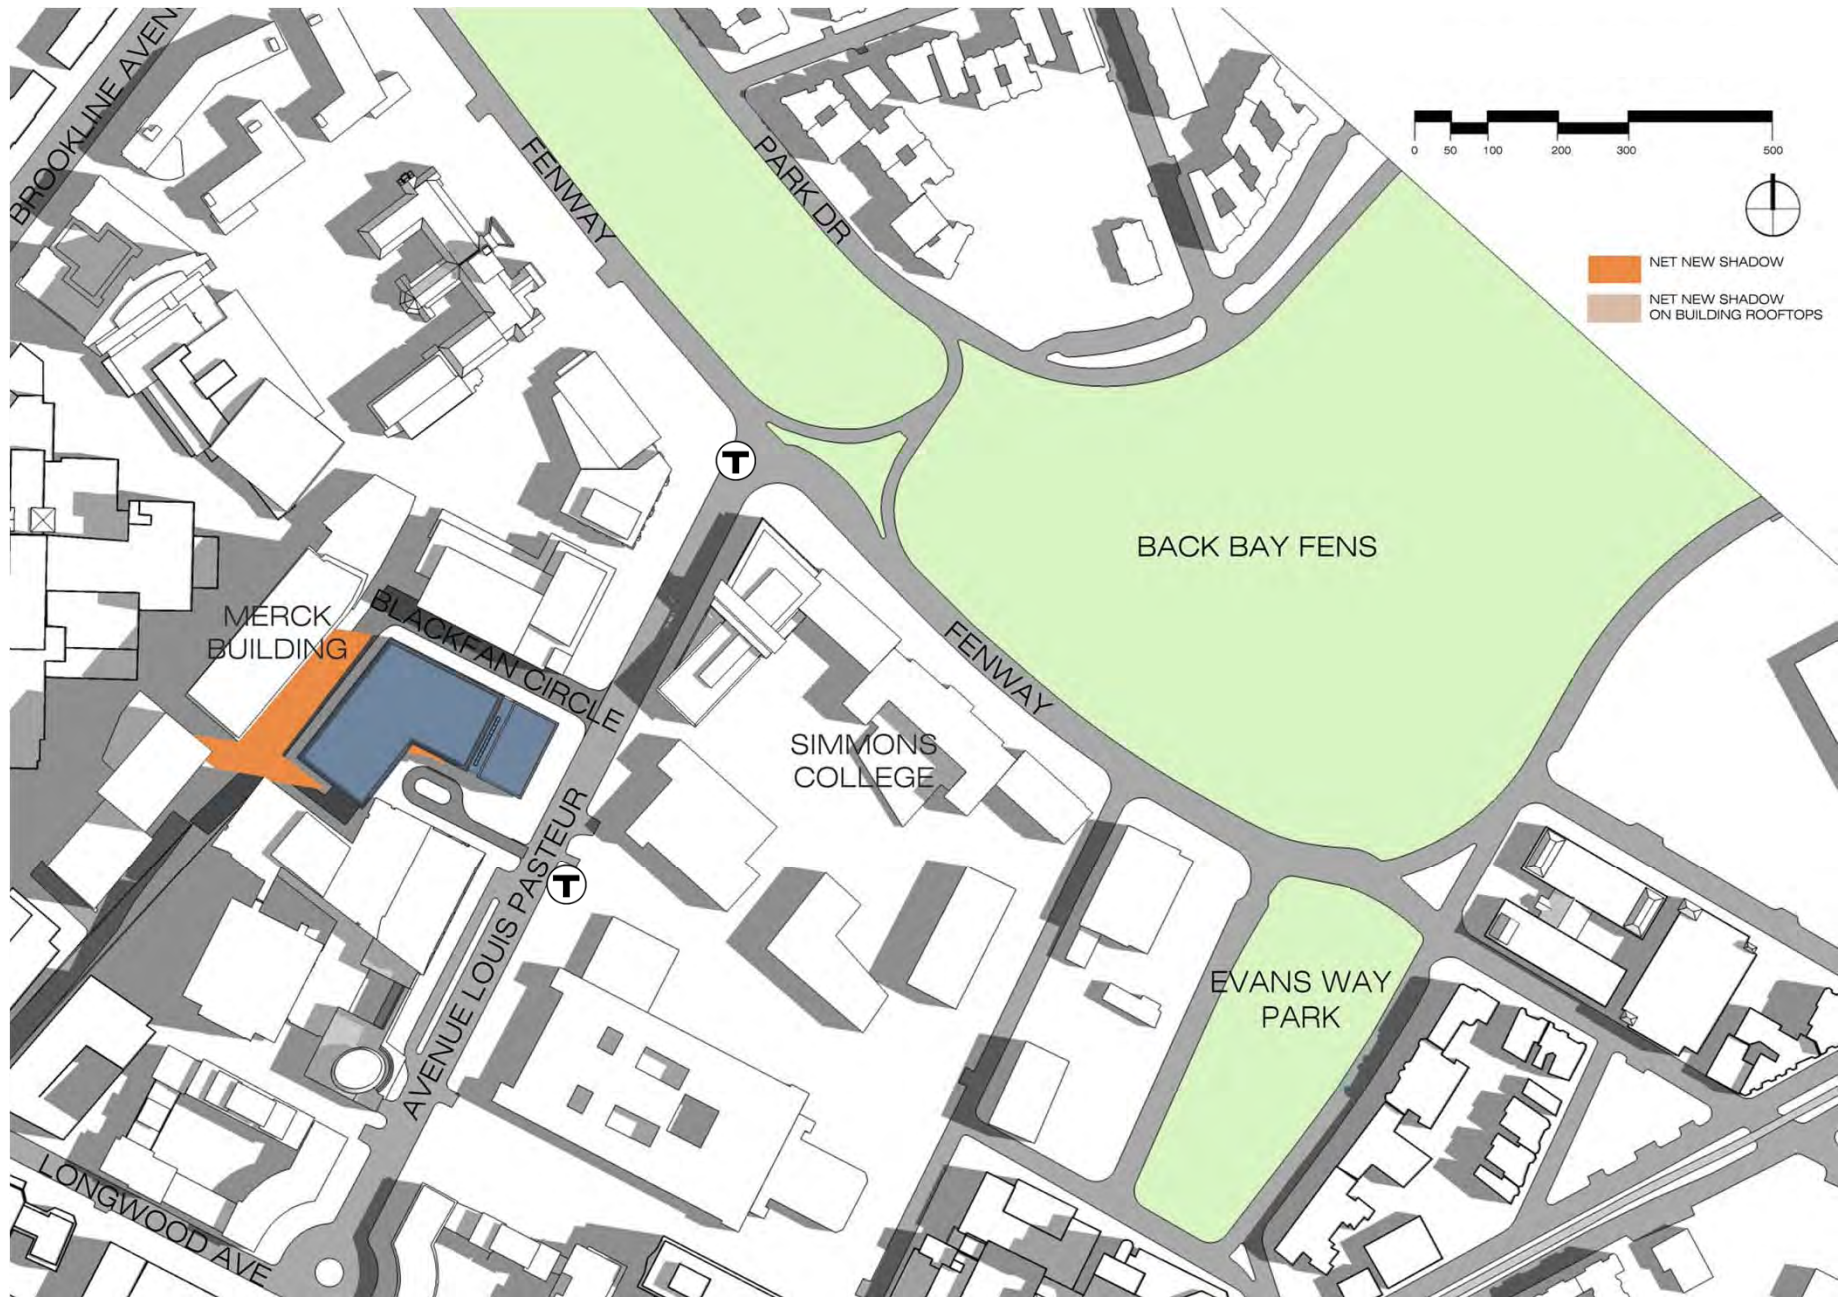 BROOKLINE AVEN
FENWAY
PARK DR
0 50 100 200 300 500
NET NEW SHADOW
NET NEW SHADOW
ON BUILDING ROOFTOPS
T
BACK BAY FENS
MERCK
BUILDING
BLACKFAN CIRCLE
FENWAY
SIMMONS
COLLEGE
AVENUE LOUIS PASTEUR
T
EVANS WAY
PARK
LONGWOOD AVE